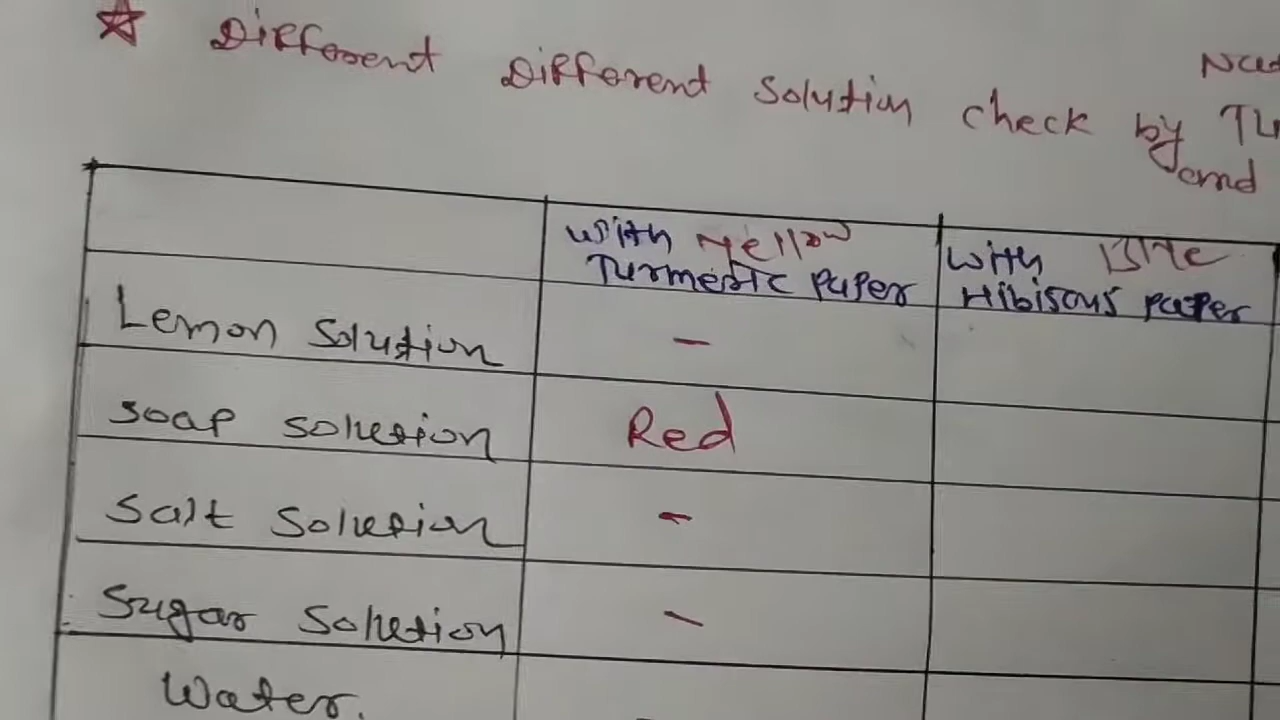 ☆ Different Different Solution check by
and
with Yellow
Turmeric Paper
with
Hibiscus paper
Lemon Solution
-
Soap Solution
Red
Salt Solution
-
Sugar Solution
-
Water.